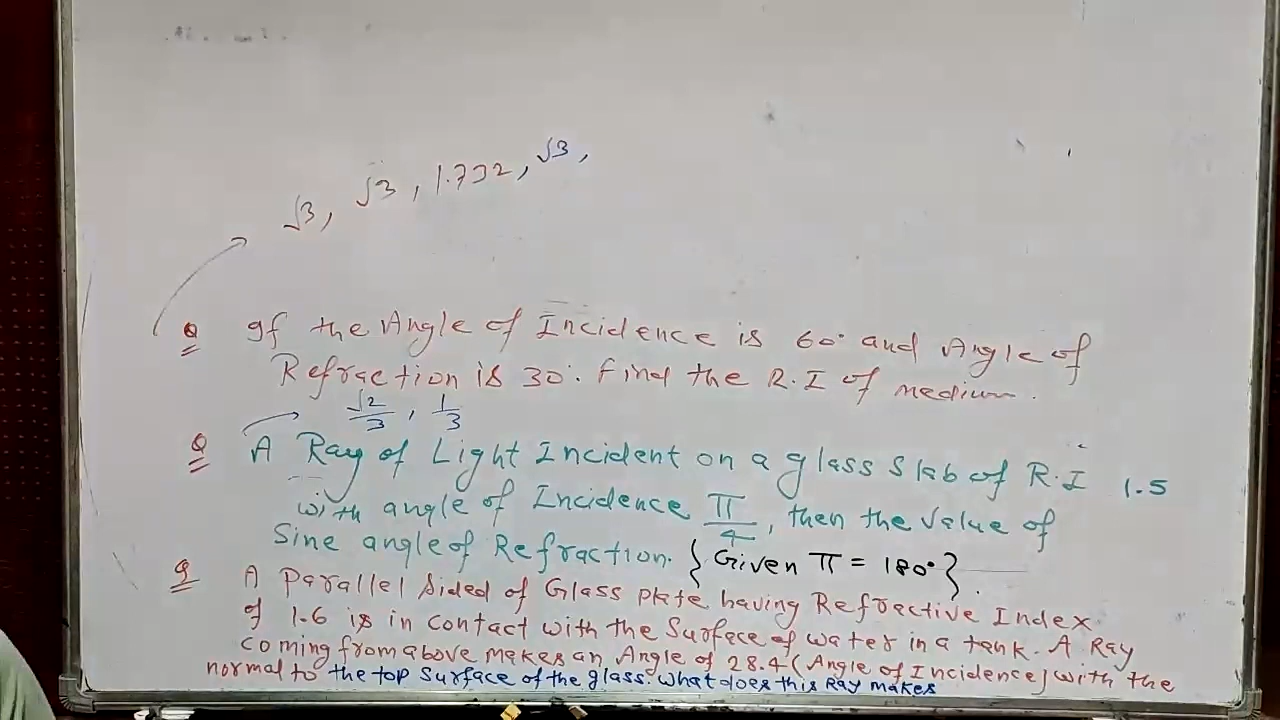 √3, √3, 1.732, √3,
Q If the Angle of Incidence is 60° and Angle of
Refraction is 30°. Find the R.I of medium.
√2/3, 1/3
Q A Ray of Light Incident on a glass Slab of R.I 1.5
with angle of Incidence π/4, then the value of
Sine angle of Refraction. {Given π = 180°}.
Q A Parallel Sided of Glass plate having Refractive Index
of 1.6 is in contact with the Surface of water in a tank. A Ray
coming from above makes an Angle of 28.4 (Angle of Incidence) with the
normal to the top Surface of the glass. What does this Ray makes